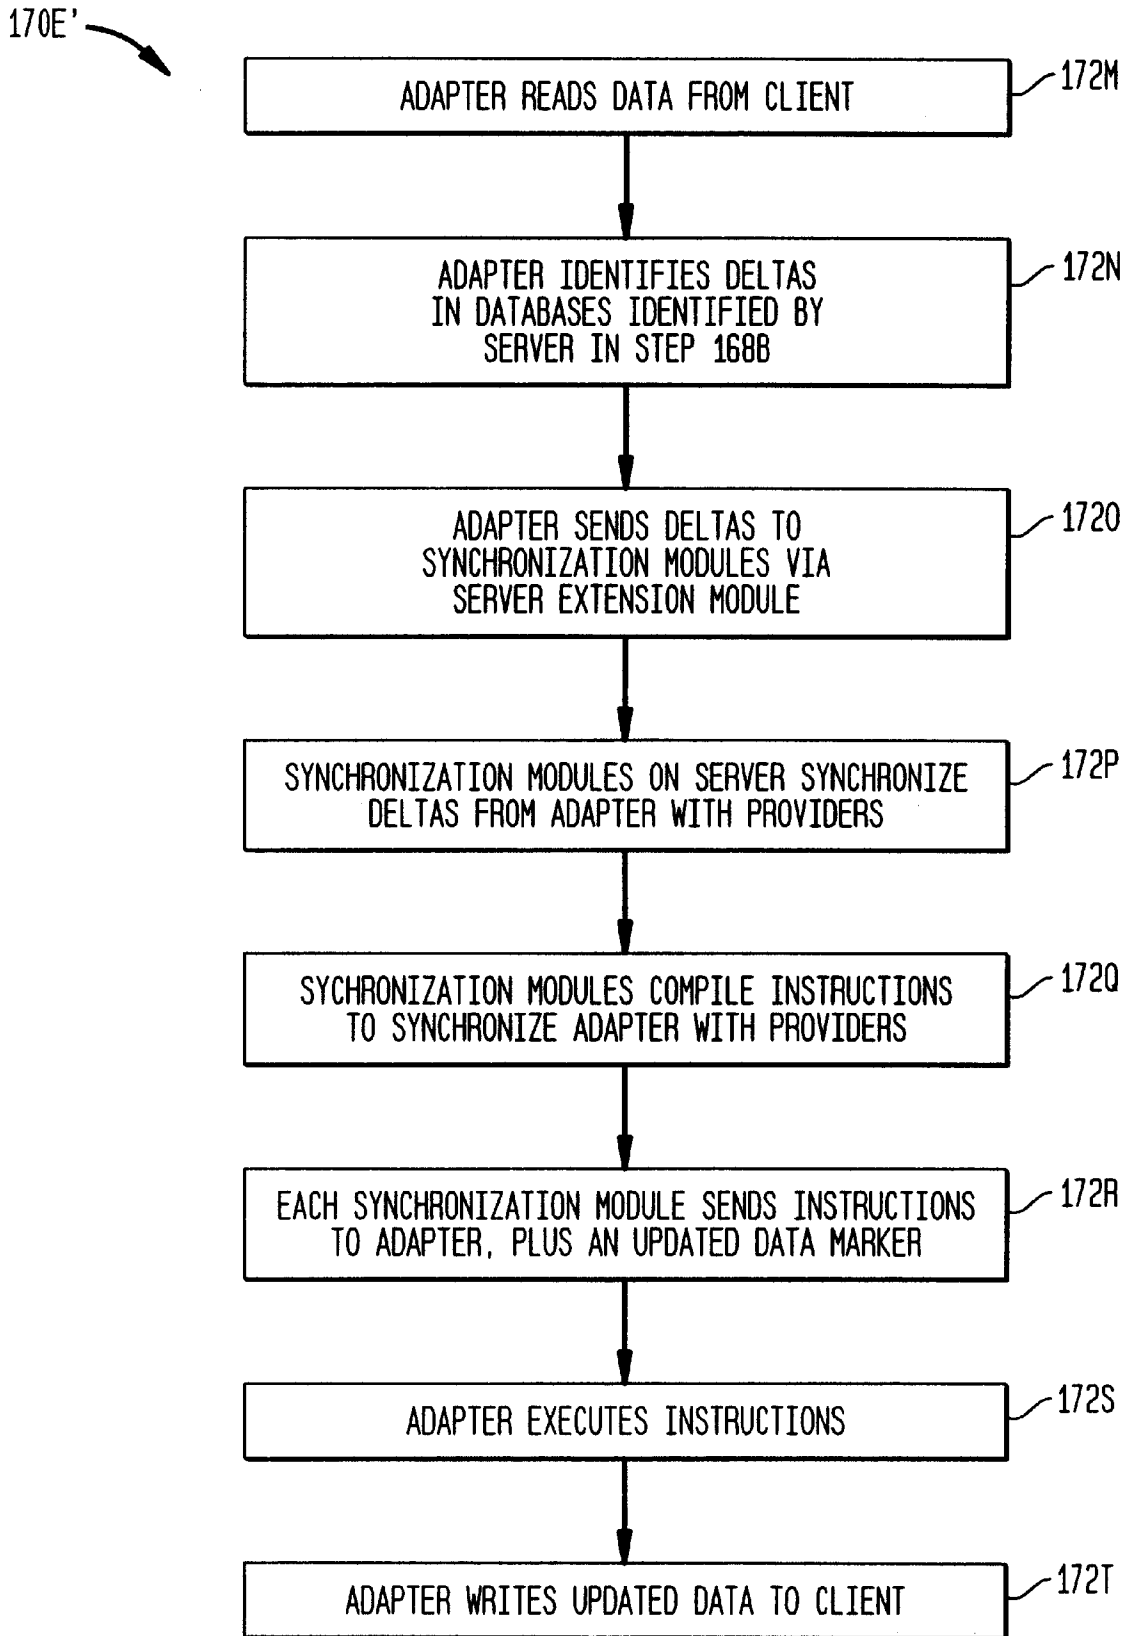 170E'
ADAPTER READS DATA FROM CLIENT
172M
ADAPTER IDENTIFIES DELTAS
IN DATABASES IDENTIFIED BY
SERVER IN STEP 168B
172N
ADAPTER SENDS DELTAS TO
SYNCHRONIZATION MODULES VIA
SERVER EXTENSION MODULE
172O
SYNCHRONIZATION MODULES ON SERVER SYNCHRONIZE
DELTAS FROM ADAPTER WITH PROVIDERS
172P
SYCHRONIZATION MODULES COMPILE INSTRUCTIONS
TO SYNCHRONIZE ADAPTER WITH PROVIDERS
172Q
EACH SYNCHRONIZATION MODULE SENDS INSTRUCTIONS
TO ADAPTER, PLUS AN UPDATED DATA MARKER
172R
ADAPTER EXECUTES INSTRUCTIONS
172S
ADAPTER WRITES UPDATED DATA TO CLIENT
172T